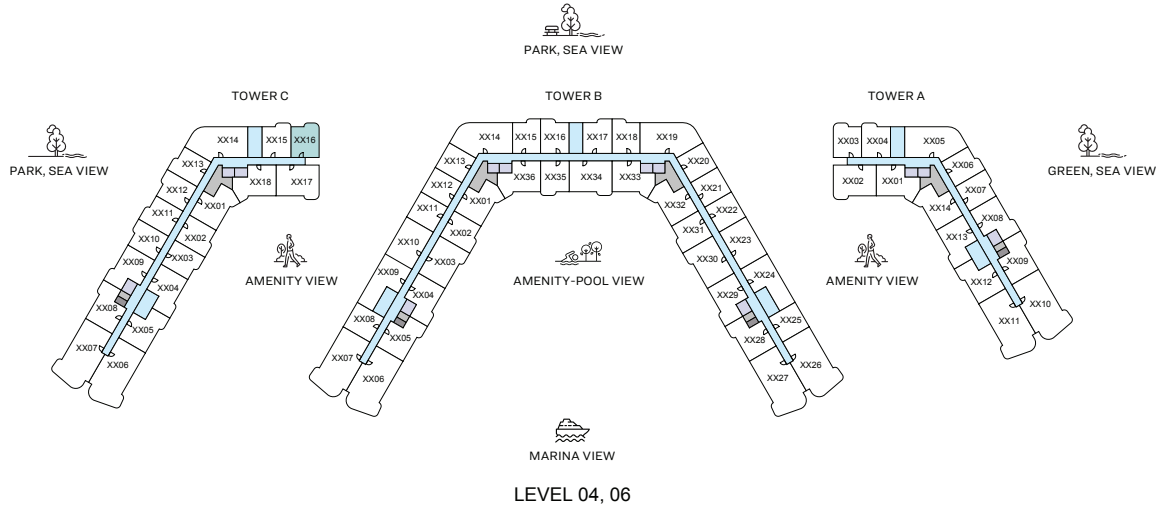 PARK, SEA VIEW
TOWER C
TOWER B
TOWER A
PARK, SEA VIEW
GREEN, SEA VIEW
XX14
XX15
XX16
XX13
XX12
XX11
XX10
XX09
XX08
XX07
XX06
XX05
XX04
XX03
XX02
XX01
XX18
XX17
AMENITY VIEW
XX14
XX15
XX16
XX17
XX18
XX19
XX13
XX12
XX11
XX10
XX09
XX08
XX07
XX06
XX05
XX04
XX03
XX02
XX01
XX36
XX35
XX34
XX33
XX32
XX31
XX30
XX29
XX28
XX27
XX26
XX25
XX24
XX23
XX22
XX21
XX20
AMENITY-POOL VIEW
AMENITY VIEW
XX03
XX04
XX05
XX02
XX01
XX06
XX07
XX08
XX09
XX10
XX11
XX12
XX13
XX14
MARINA VIEW
LEVEL 04, 06